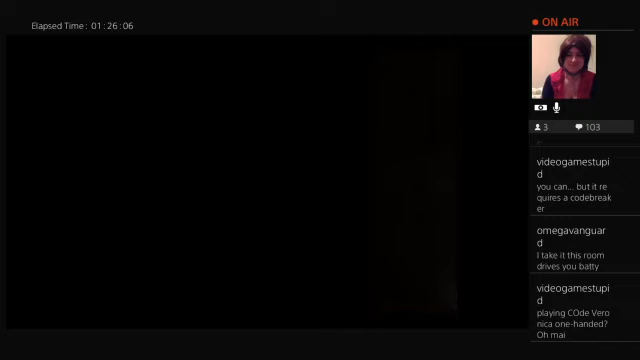 Elapsed Time: 01:26:06
ON AIR
3
103
videogamestupi
d
you can... but it re
quires a codebreak
er
omegavanguar
d
I take it this room
drives you batty
videogamestupi
d
playing COde Vero
nica one-handed?
Oh mai